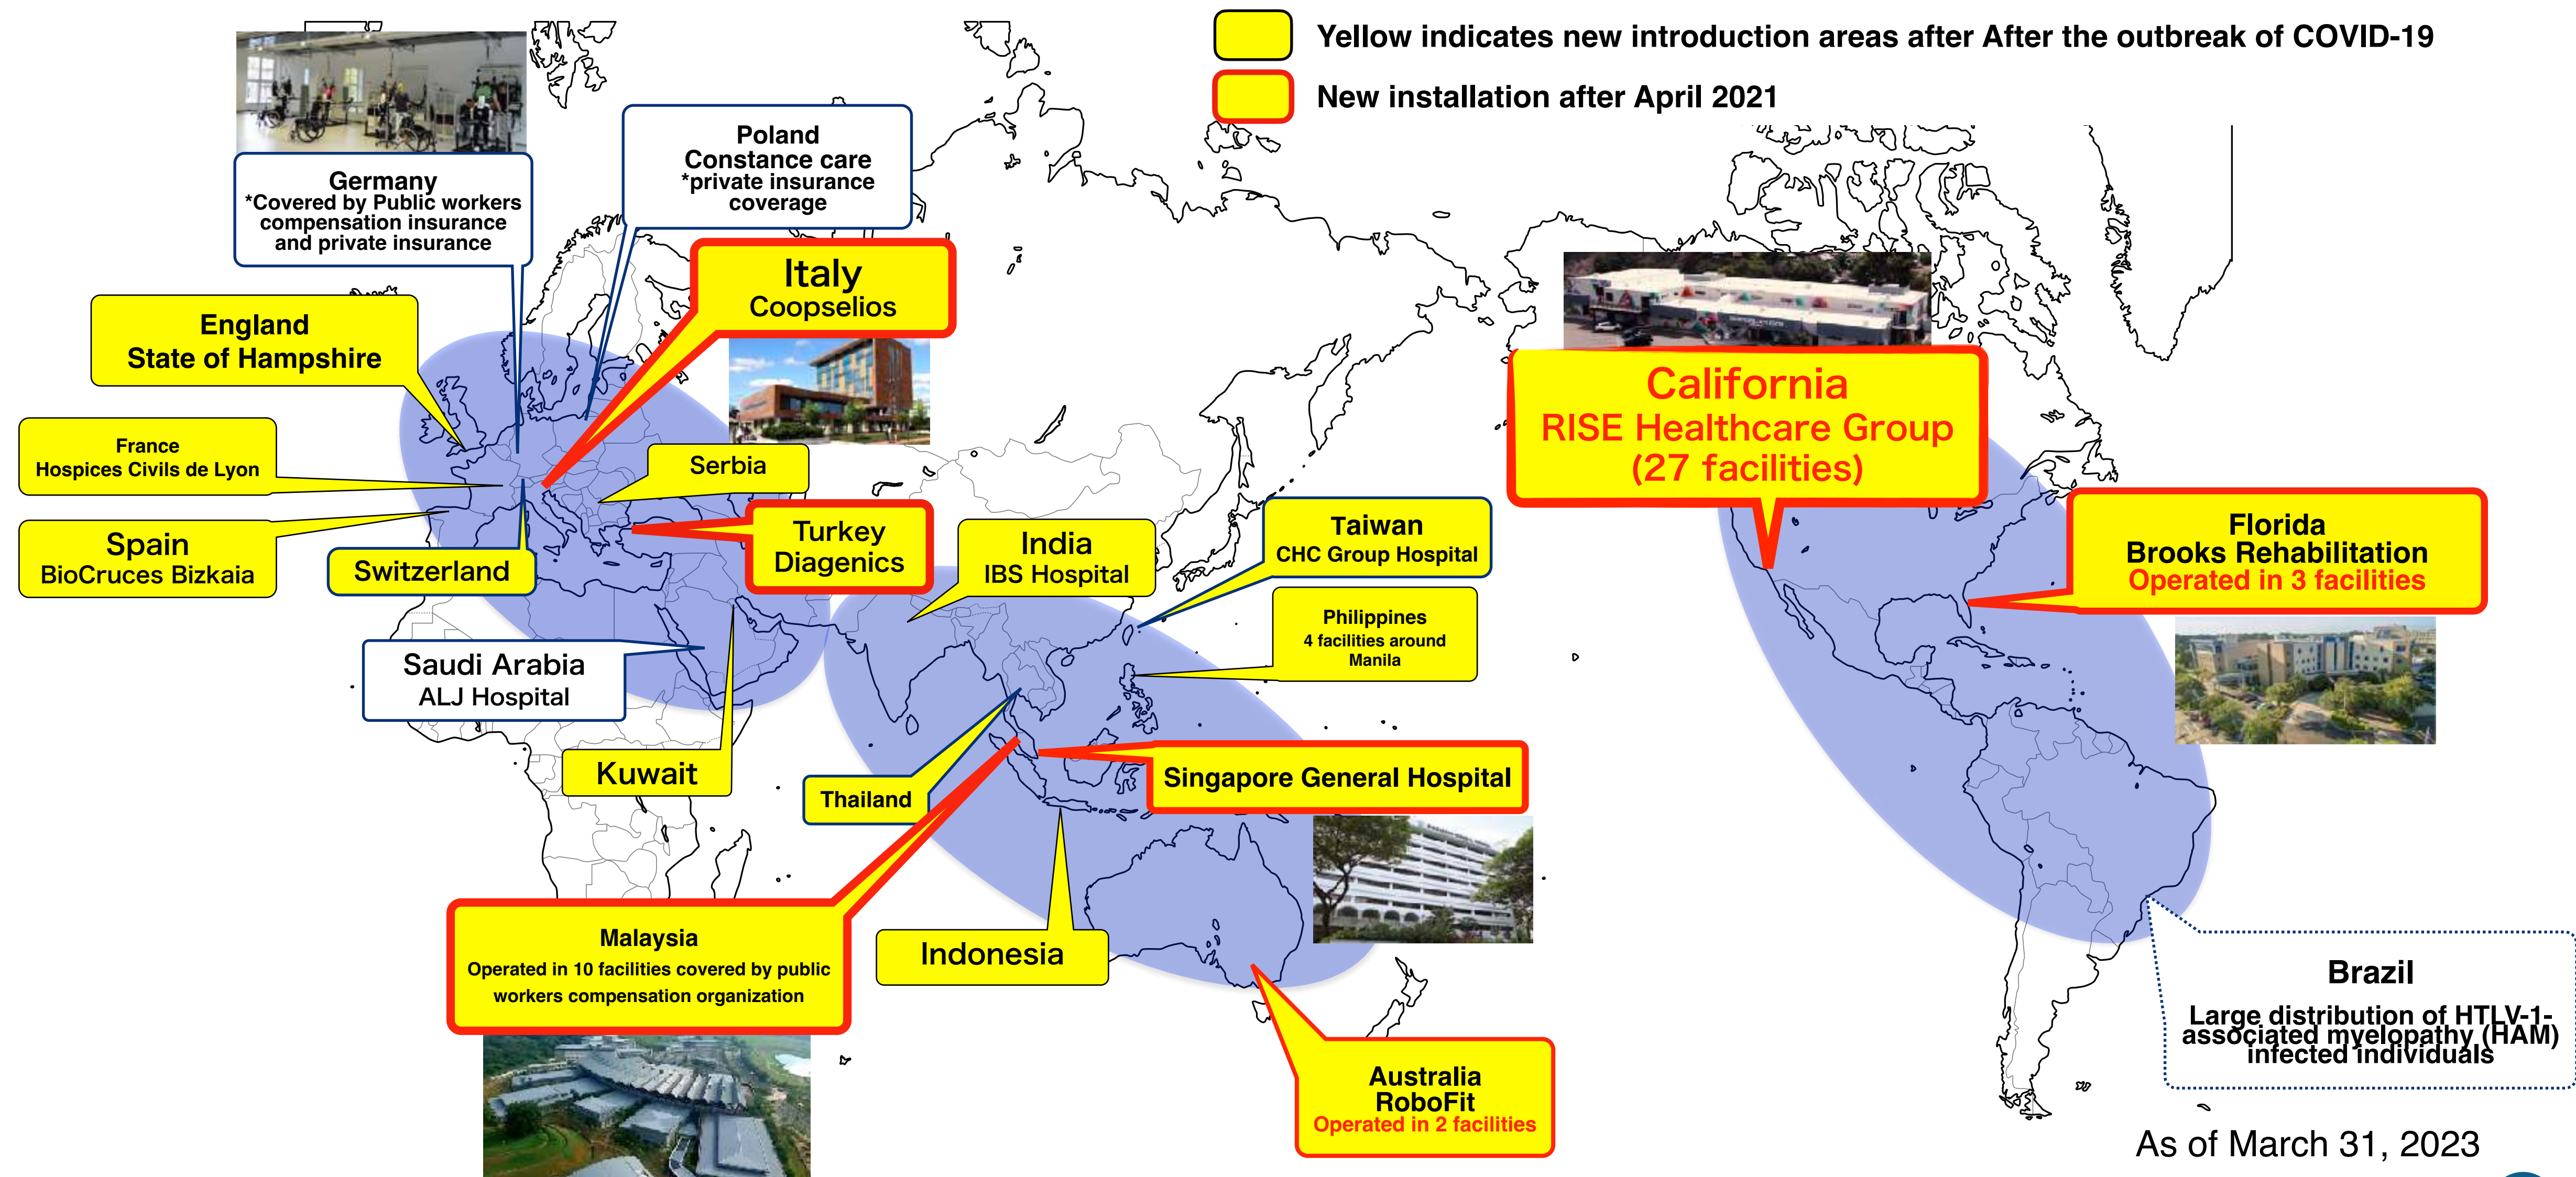 Yellow indicates new introduction areas after After the outbreak of COVID-19
New installation after April 2021
Poland
Constance care
*private insurance
coverage
Germany
*Covered by Public workers
compensation insurance
and private insurance
Italy
Coopselios
England
State of Hampshire
California
RISE Healthcare Group
(27 facilities)
France
Hospices Civils de Lyon
Serbia
Spain
BioCruces Bizkaia
Switzerland
Turkey
Diagenics
India
IBS Hospital
Taiwan
CHC Group Hospital
Florida
Brooks Rehabilitation
Operated in 3 facilities
Philippines
4 facilities around
Manila
Saudi Arabia
ALJ Hospital
Kuwait
Thailand
Singapore General Hospital
Malaysia
Operated in 10 facilities covered by public
workers compensation organization
Indonesia
Brazil
Large distribution of HTLV-1-
associated myelopathy (HAM)
infected individuals
Australia
RoboFit
Operated in 2 facilities
As of March 31, 2023